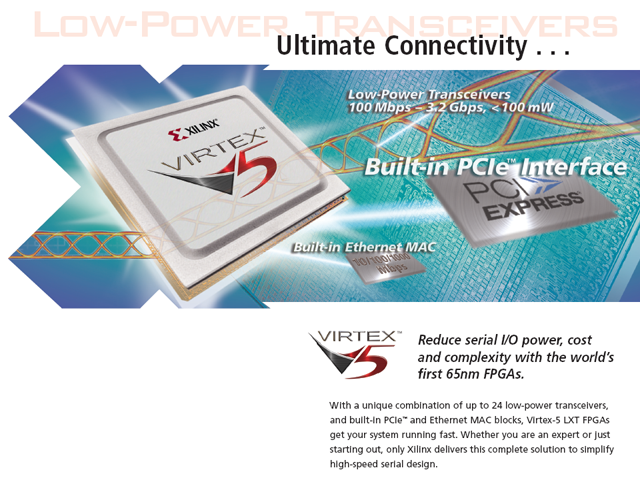 Low-Power Transceivers
Ultimate Connectivity . . .
Low-Power Transceivers
100 Mbps – 3.2 Gbps, <100 mW
XILINX®
VIRTEX™
5
Built-in PCIe™ Interface
PCI
EXPRESS®
Built-in Ethernet MAC
10/100/1000
Mbps
VIRTEX™
5
Reduce serial I/O power, cost
and complexity with the world's
first 65nm FPGAs.
With a unique combination of up to 24 low-power transceivers,
and built-in PCIe™ and Ethernet MAC blocks, Virtex-5 LXT FPGAs
get your system running fast. Whether you are an expert or just
starting out, only Xilinx delivers this complete solution to simplify
high-speed serial design.